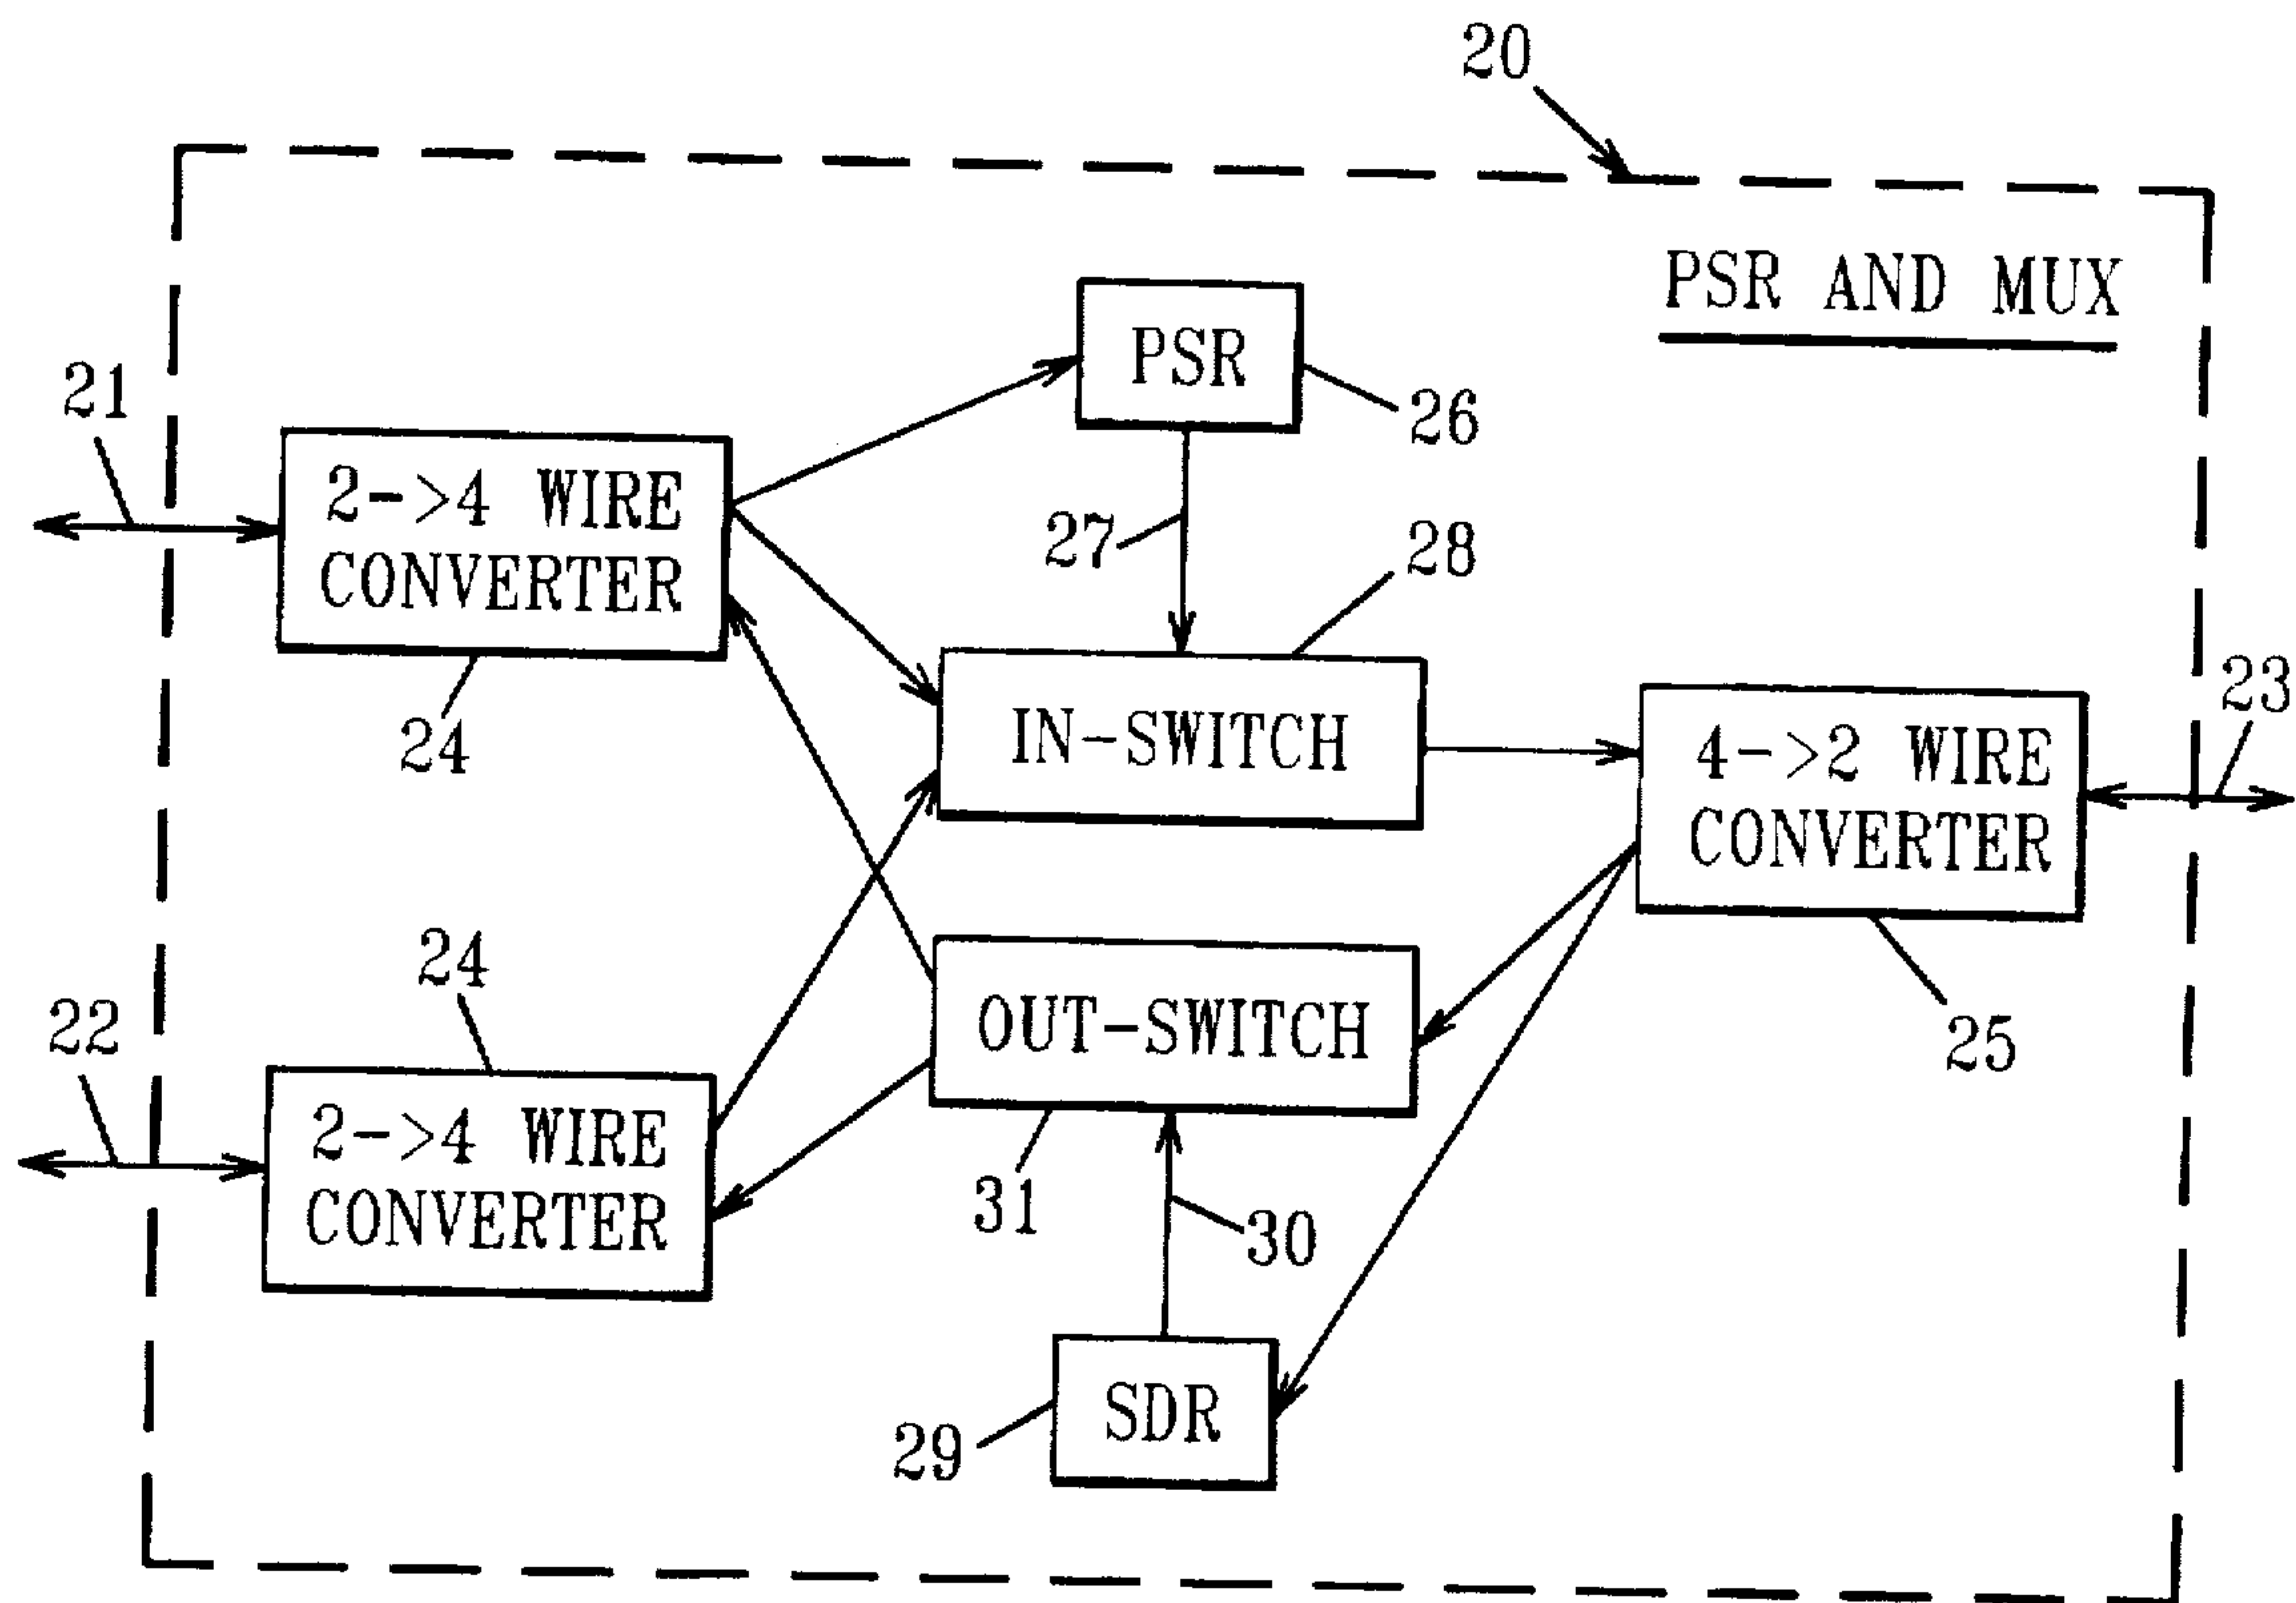 20
PSR AND MUX
PSR
21
26
2->4 WIRE
CONVERTER
27
28
24
IN-SWITCH
23
4->2 WIRE
CONVERTER
24
22
OUT-SWITCH
25
2->4 WIRE
CONVERTER
31
30
SDR
29